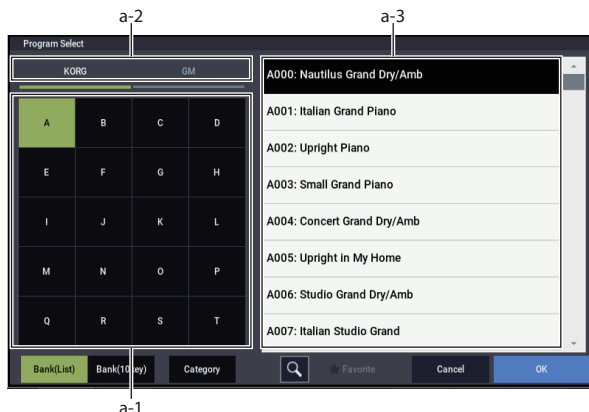 a-2
a-3
Program Select
KORG GM
A B C D
E F G H
I J K L
M N O P
Q R S T
A000: Nautilus Grand Dry/Amb
A001: Italian Grand Piano
A002: Upright Piano
A003: Small Grand Piano
A004: Concert Grand Dry/Amb
A005: Upright in My Home
A006: Studio Grand Dry/Amb
A007: Italian Studio Grand
Bank(List) Bank(10key) Category Favorite Cancel OK
a-1